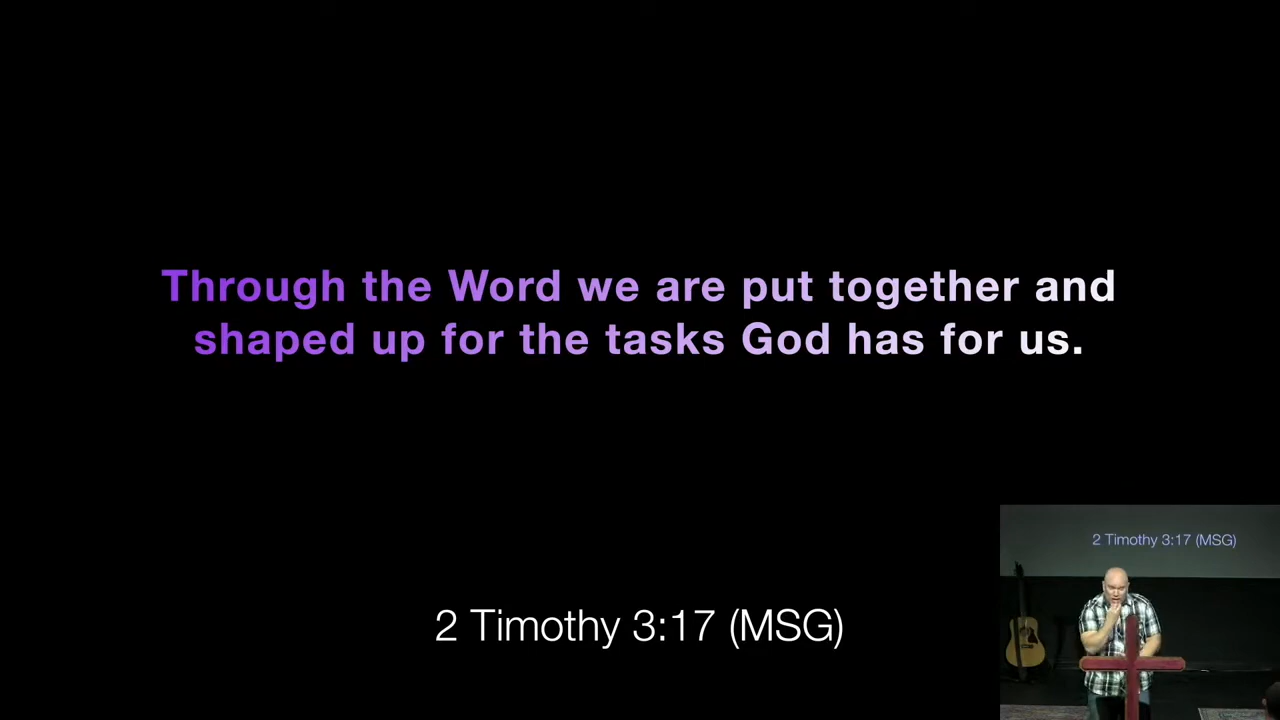 Through the Word we are put together and
shaped up for the tasks God has for us.
2 Timothy 3:17 (MSG)
2 Timothy 3:17 (MSG)